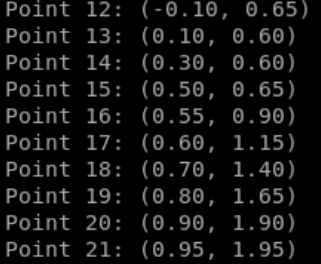 Point 12: (-0.10, 0.65)
Point 13: (0.10, 0.60)
Point 14: (0.30, 0.60)
Point 15: (0.50, 0.65)
Point 16: (0.55, 0.90)
Point 17: (0.60, 1.15)
Point 18: (0.70, 1.40)
Point 19: (0.80, 1.65)
Point 20: (0.90, 1.90)
Point 21: (0.95, 1.95)